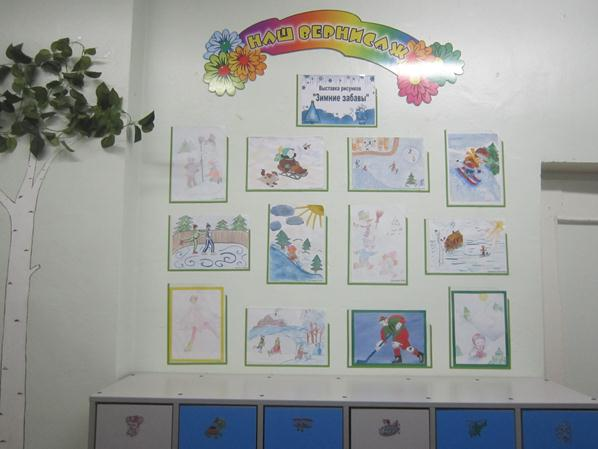 НАШ ВЕРНИСАЖ
Выставка рисунков
"Зимние забавы"